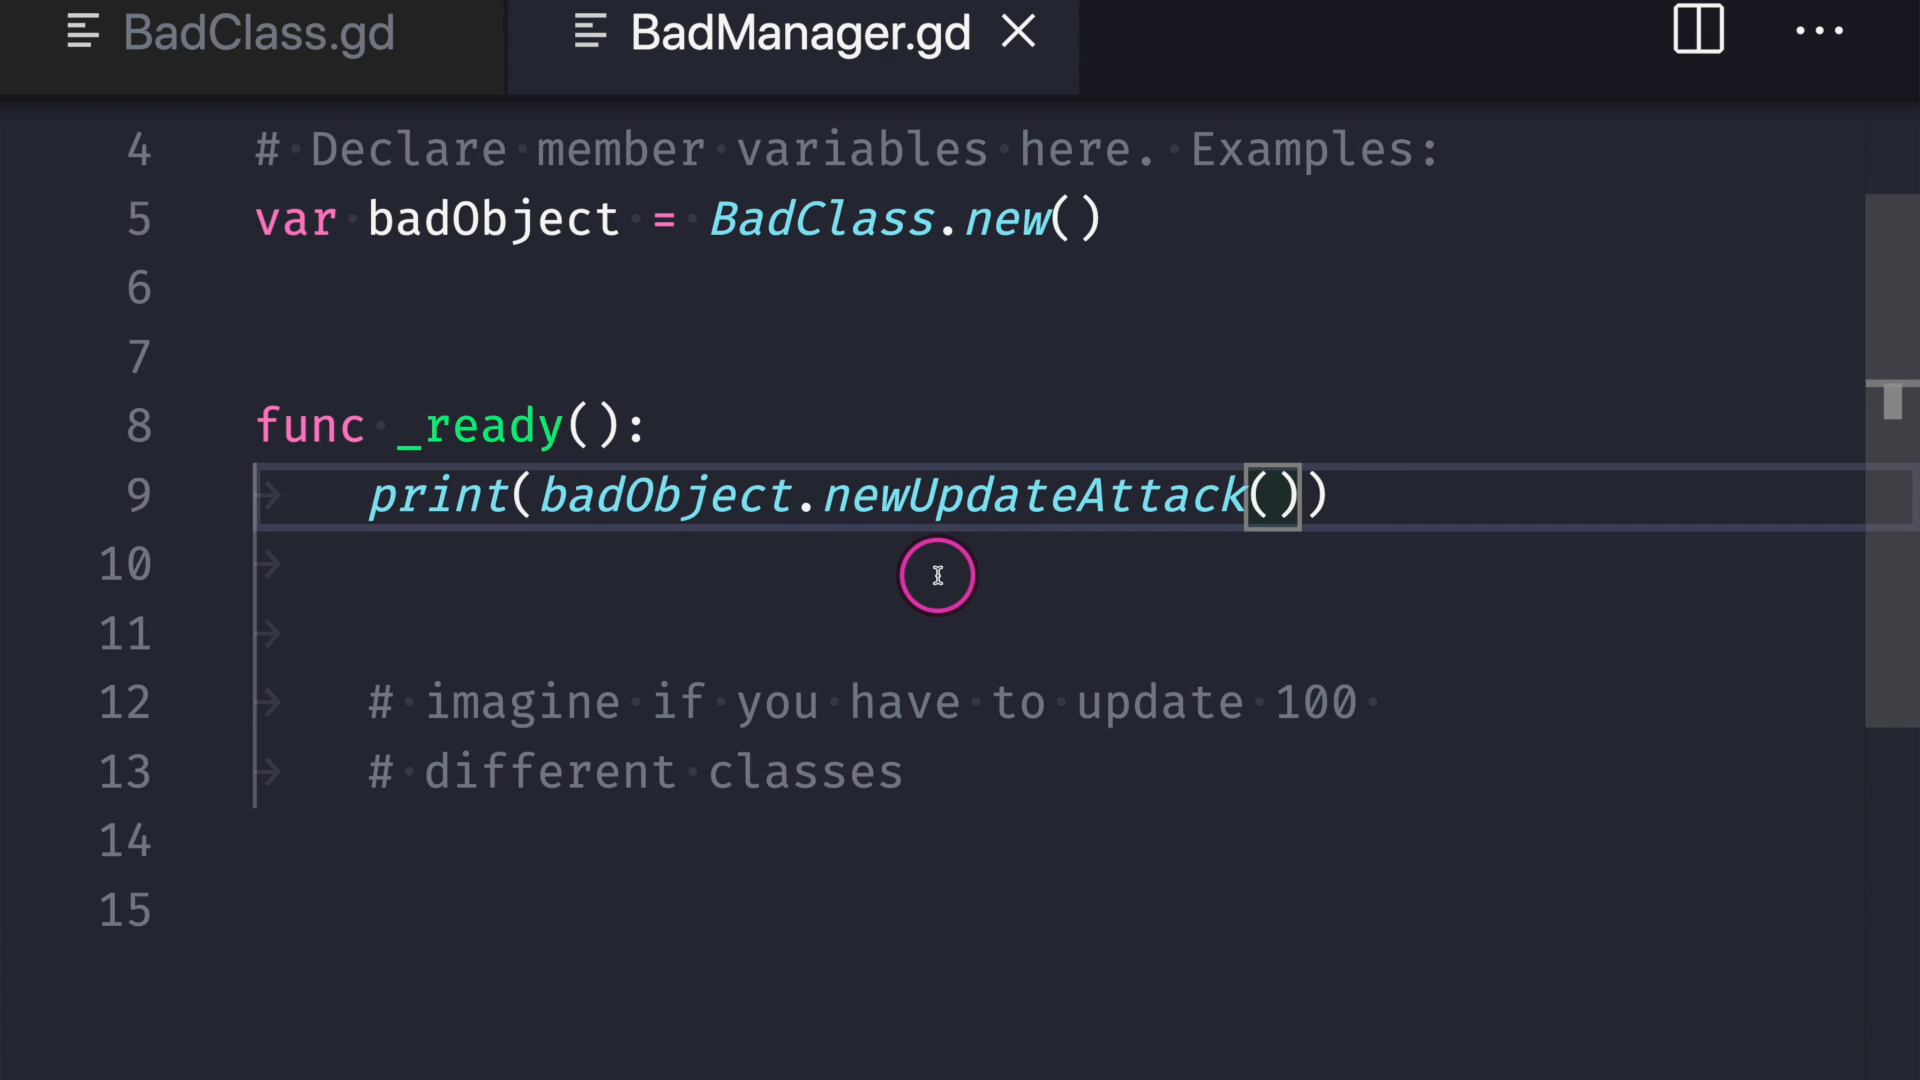 BadClass.gd
BadManager.gd
4 # Declare member variables here. Examples:
5 var badObject = BadClass.new()
6
7
8 func _ready():
9 print(badObject.newUpdateAttack())
10
11
12 # imagine if you have to update 100
13 # different classes
14
15